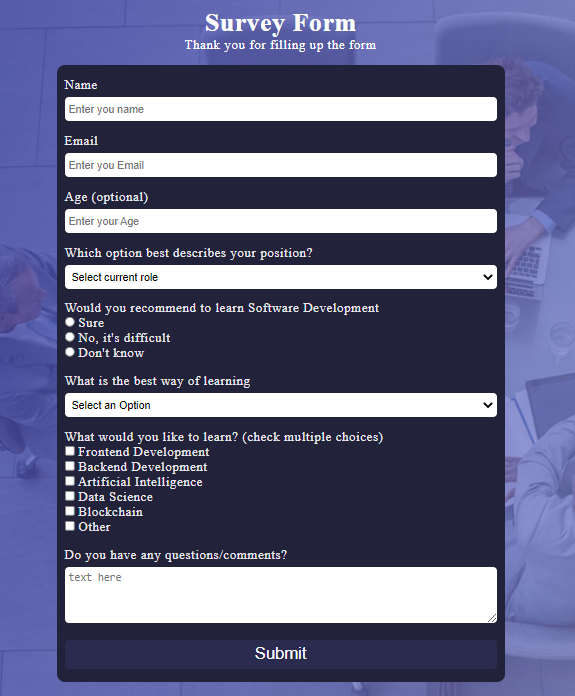 Survey Form
Thank you for filling up the form
Name
Enter you name
Email
Enter you Email
Age (optional)
Enter your Age
Which option best describes your position?
Select current role
Would you recommend to learn Software Development
Sure
No, it's difficult
Don't know
What is the best way of learning
Select an Option
What would you like to learn? (check multiple choices)
Frontend Development
Backend Development
Artificial Intelligence
Data Science
Blockchain
Other
Do you have any questions/comments?
text here
Submit